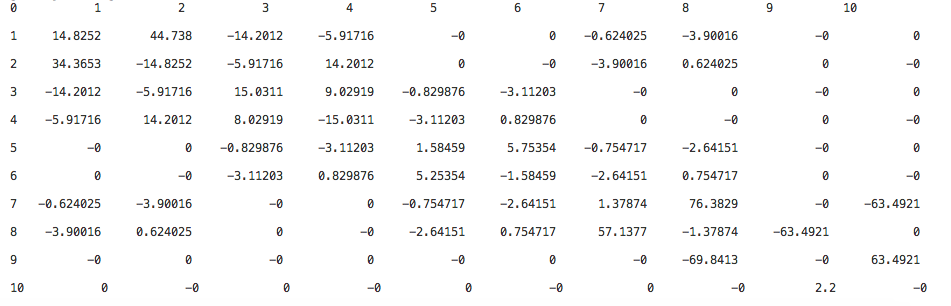 0 1 2 3 4 5 6 7 8 9 10
1 14.8252 44.738 −14.2012 −5.91716 −0 0 −0.624025 −3.90016 −0 0
2 34.3653 −14.8252 −5.91716 14.2012 0 −0 −3.90016 0.624025 0 −0
3 −14.2012 −5.91716 15.0311 9.02919 −0.829876 −3.11203 −0 0 −0 0
4 −5.91716 14.2012 8.02919 −15.0311 −3.11203 0.829876 0 −0 0 −0
5 −0 0 −0.829876 −3.11203 1.58459 5.75354 −0.754717 −2.64151 −0 0
6 0 −0 −3.11203 0.829876 5.25354 −1.58459 −2.64151 0.754717 0 −0
7 −0.624025 −3.90016 −0 0 −0.754717 −2.64151 1.37874 76.3829 −0 −63.4921
8 −3.90016 0.624025 0 −0 −2.64151 0.754717 57.1377 −1.37874 −63.4921 0
9 −0 0 −0 0 −0 0 −0 −69.8413 −0 63.4921
10 0 −0 0 −0 0 −0 0 −0 2.2 −0